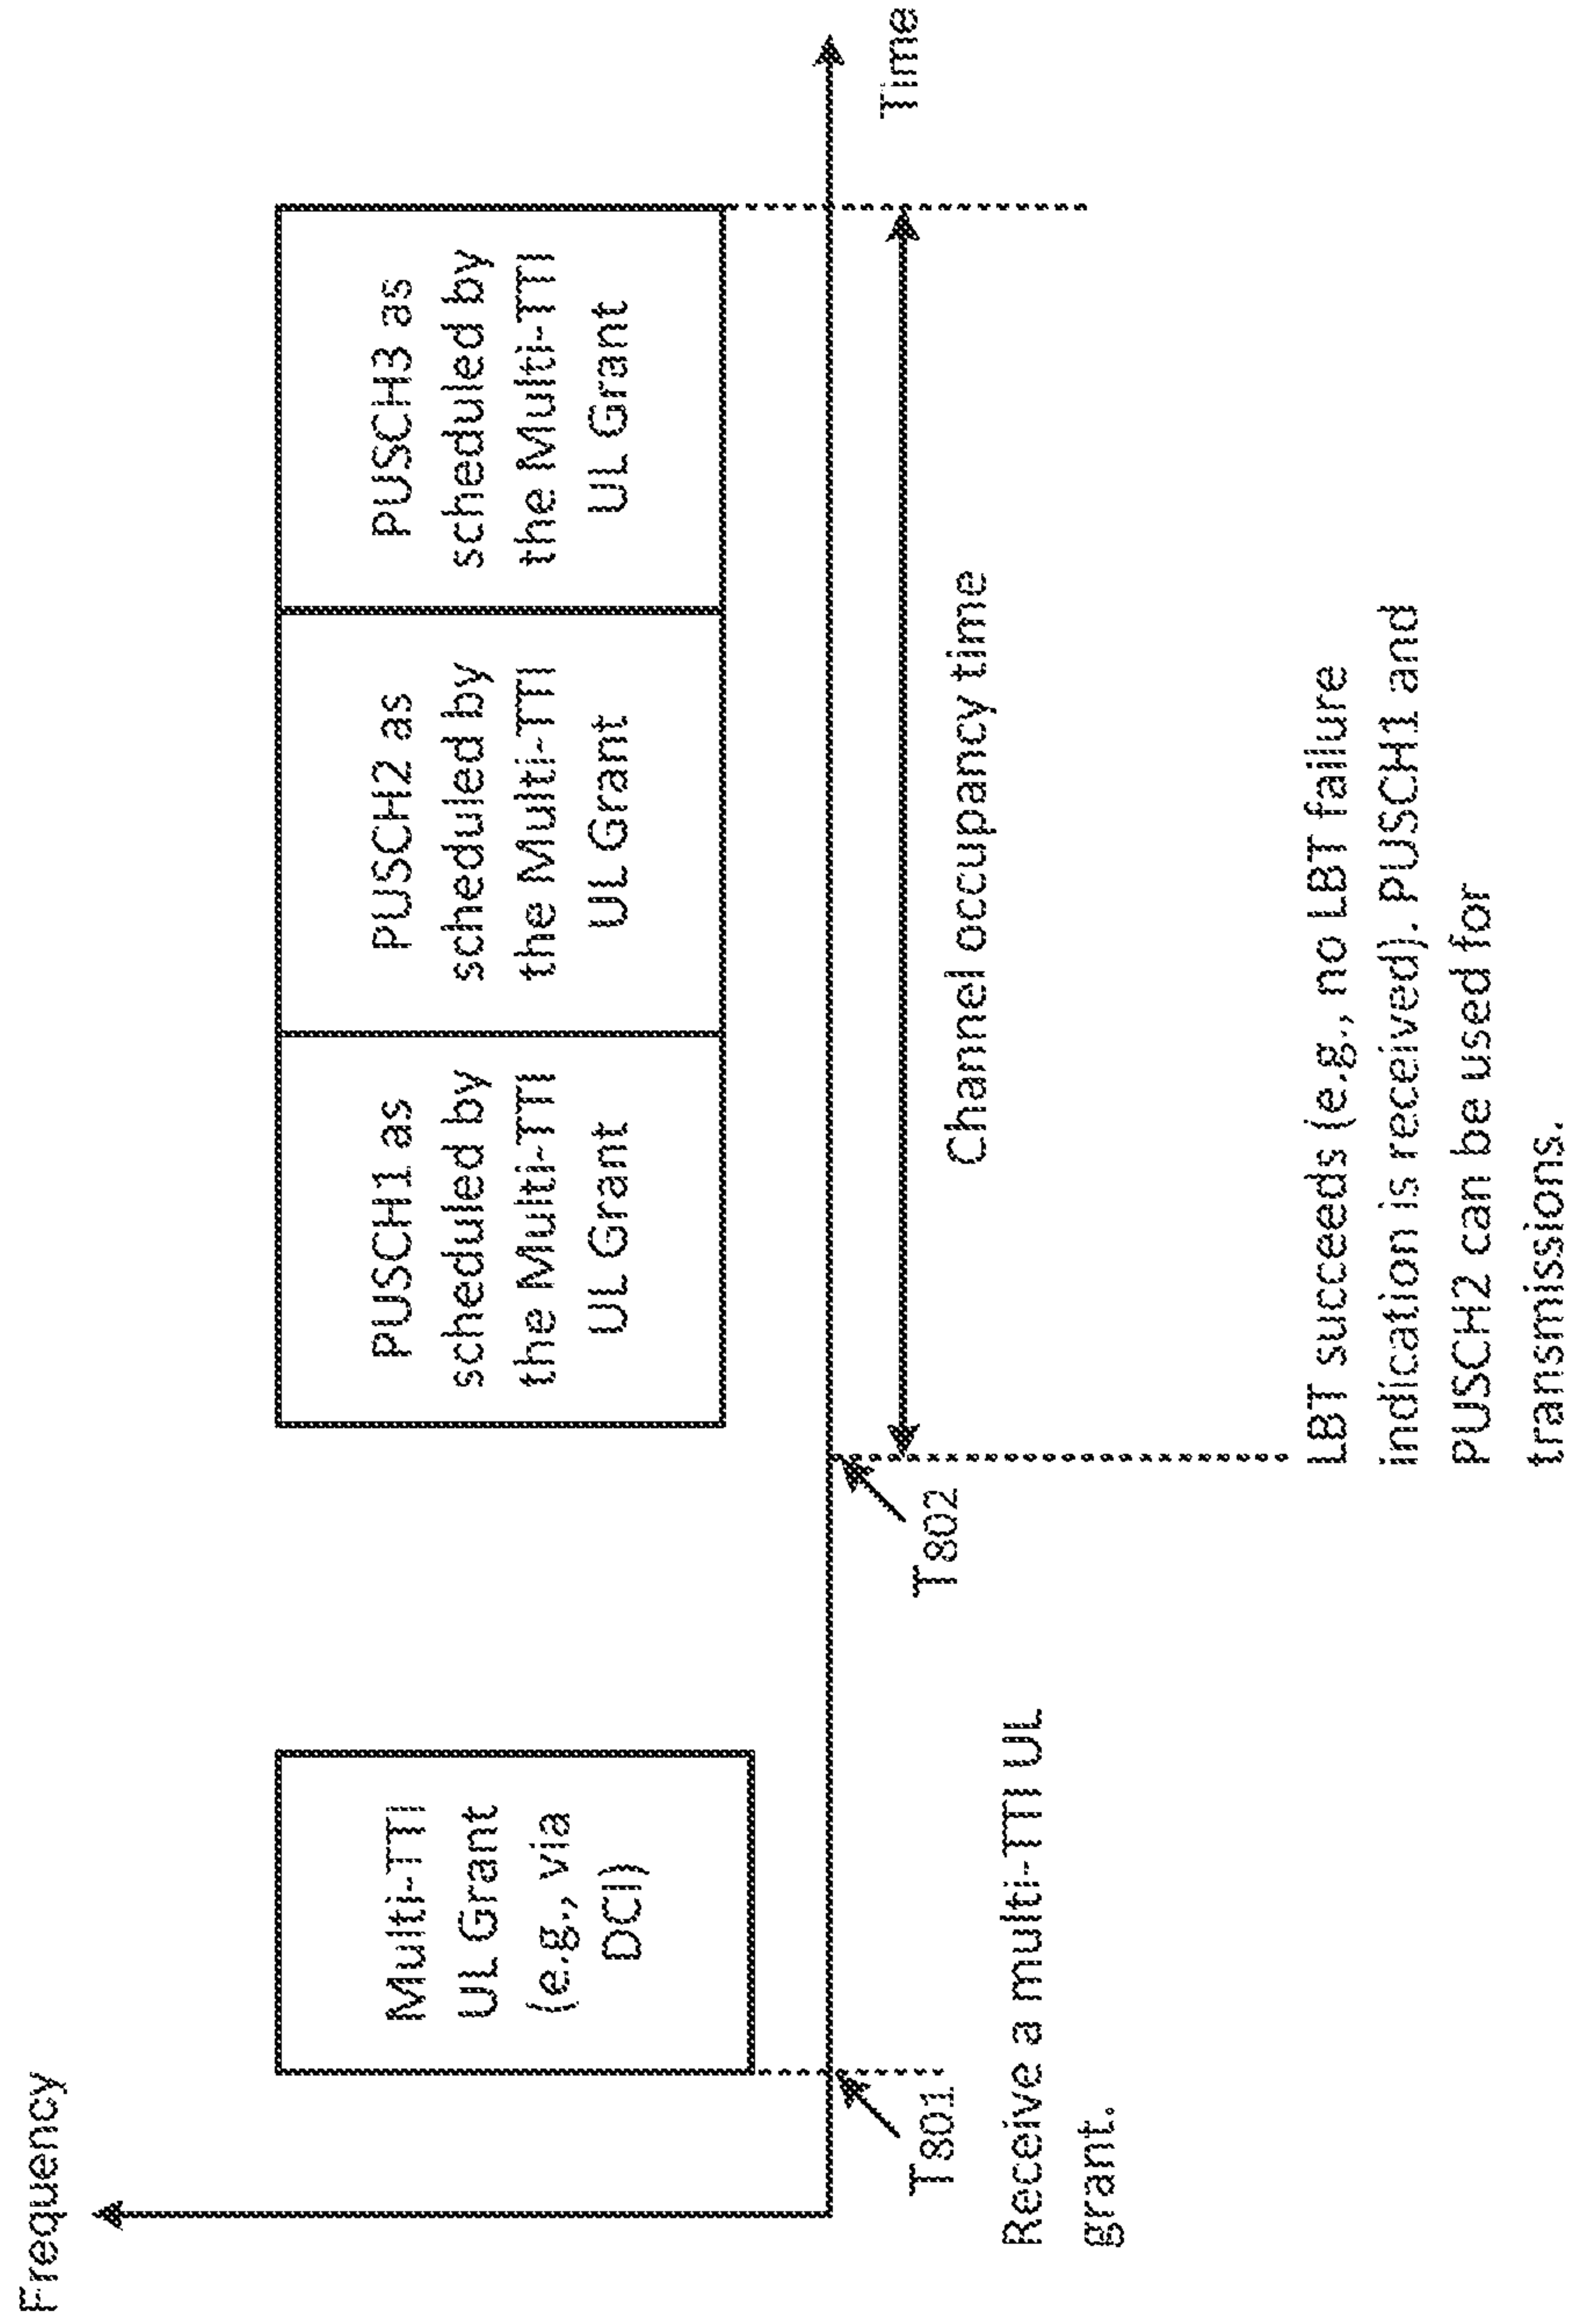 Frequency
Multi-TTI
UL Grant
(e.g., via
DCI)
PUSCH1 as
scheduled by
the Multi-TTI
UL Grant
PUSCH2 as
scheduled by
the Multi-TTI
UL Grant
PUSCH3 as
scheduled by
the Multi-TTI
UL Grant
Time
T801
T802
Channel occupancy time
Receive a multi-TTI UL
grant.
LBT succeeds (e.g., no LBT failure
indication is received). PUSCH1 and
PUSCH2 can be used for
transmissions.